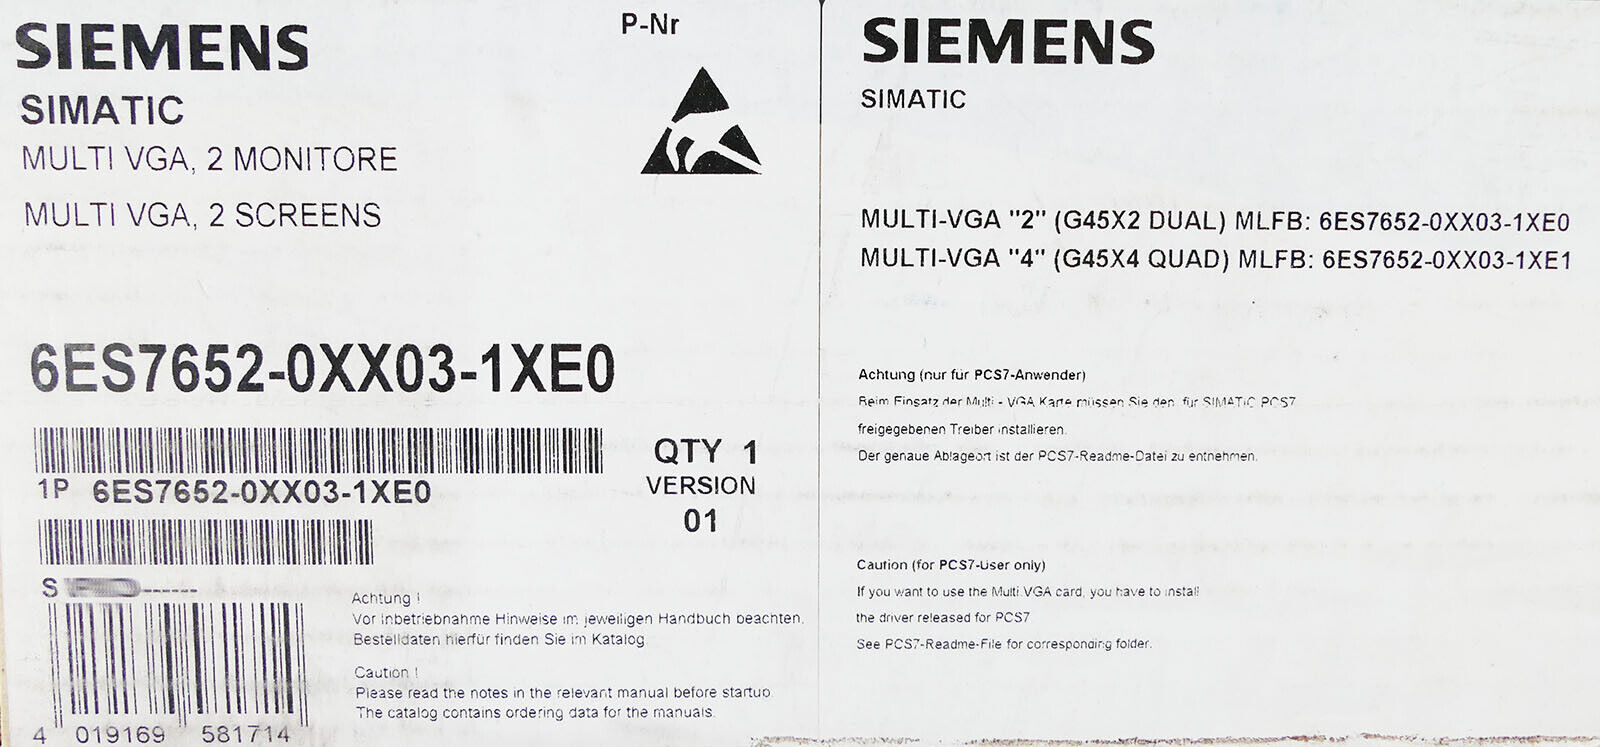 SIEMENS
SIMATIC
MULTI VGA, 2 MONITORE
MULTI VGA, 2 SCREENS
P-Nr
6ES7652-0XX03-1XE0
1P 6ES7652-0XX03-1XE0
QTY 1
VERSION
01
S
Achtung !
Vor Inbetriebnahme Hinweise im jeweiligen Handbuch beachten.
Bestelldaten hierfür finden Sie im Katalog.
Caution !
Please read the notes in the relevant manual before startup.
The catalog contains ordering data for the manuals.
4 019169 581714
SIEMENS
SIMATIC
MULTI-VGA "2" (G45X2 DUAL) MLFB: 6ES7652-0XX03-1XE0
MULTI-VGA "4" (G45X4 QUAD) MLFB: 6ES7652-0XX03-1XE1
Achtung (nur für PCS7-Anwender)
Beim Einsatz der Multi - VGA Karte müssen Sie den für SIMATIC PCS7
freigegebenen Treiber installieren.
Der genaue Ablageort ist der PCS7-Readme-Datei zu entnehmen.
Caution (for PCS7-User only)
If you want to use the Multi VGA card, you have to install
the driver released for PCS7.
See PCS7-Readme-File for corresponding folder.